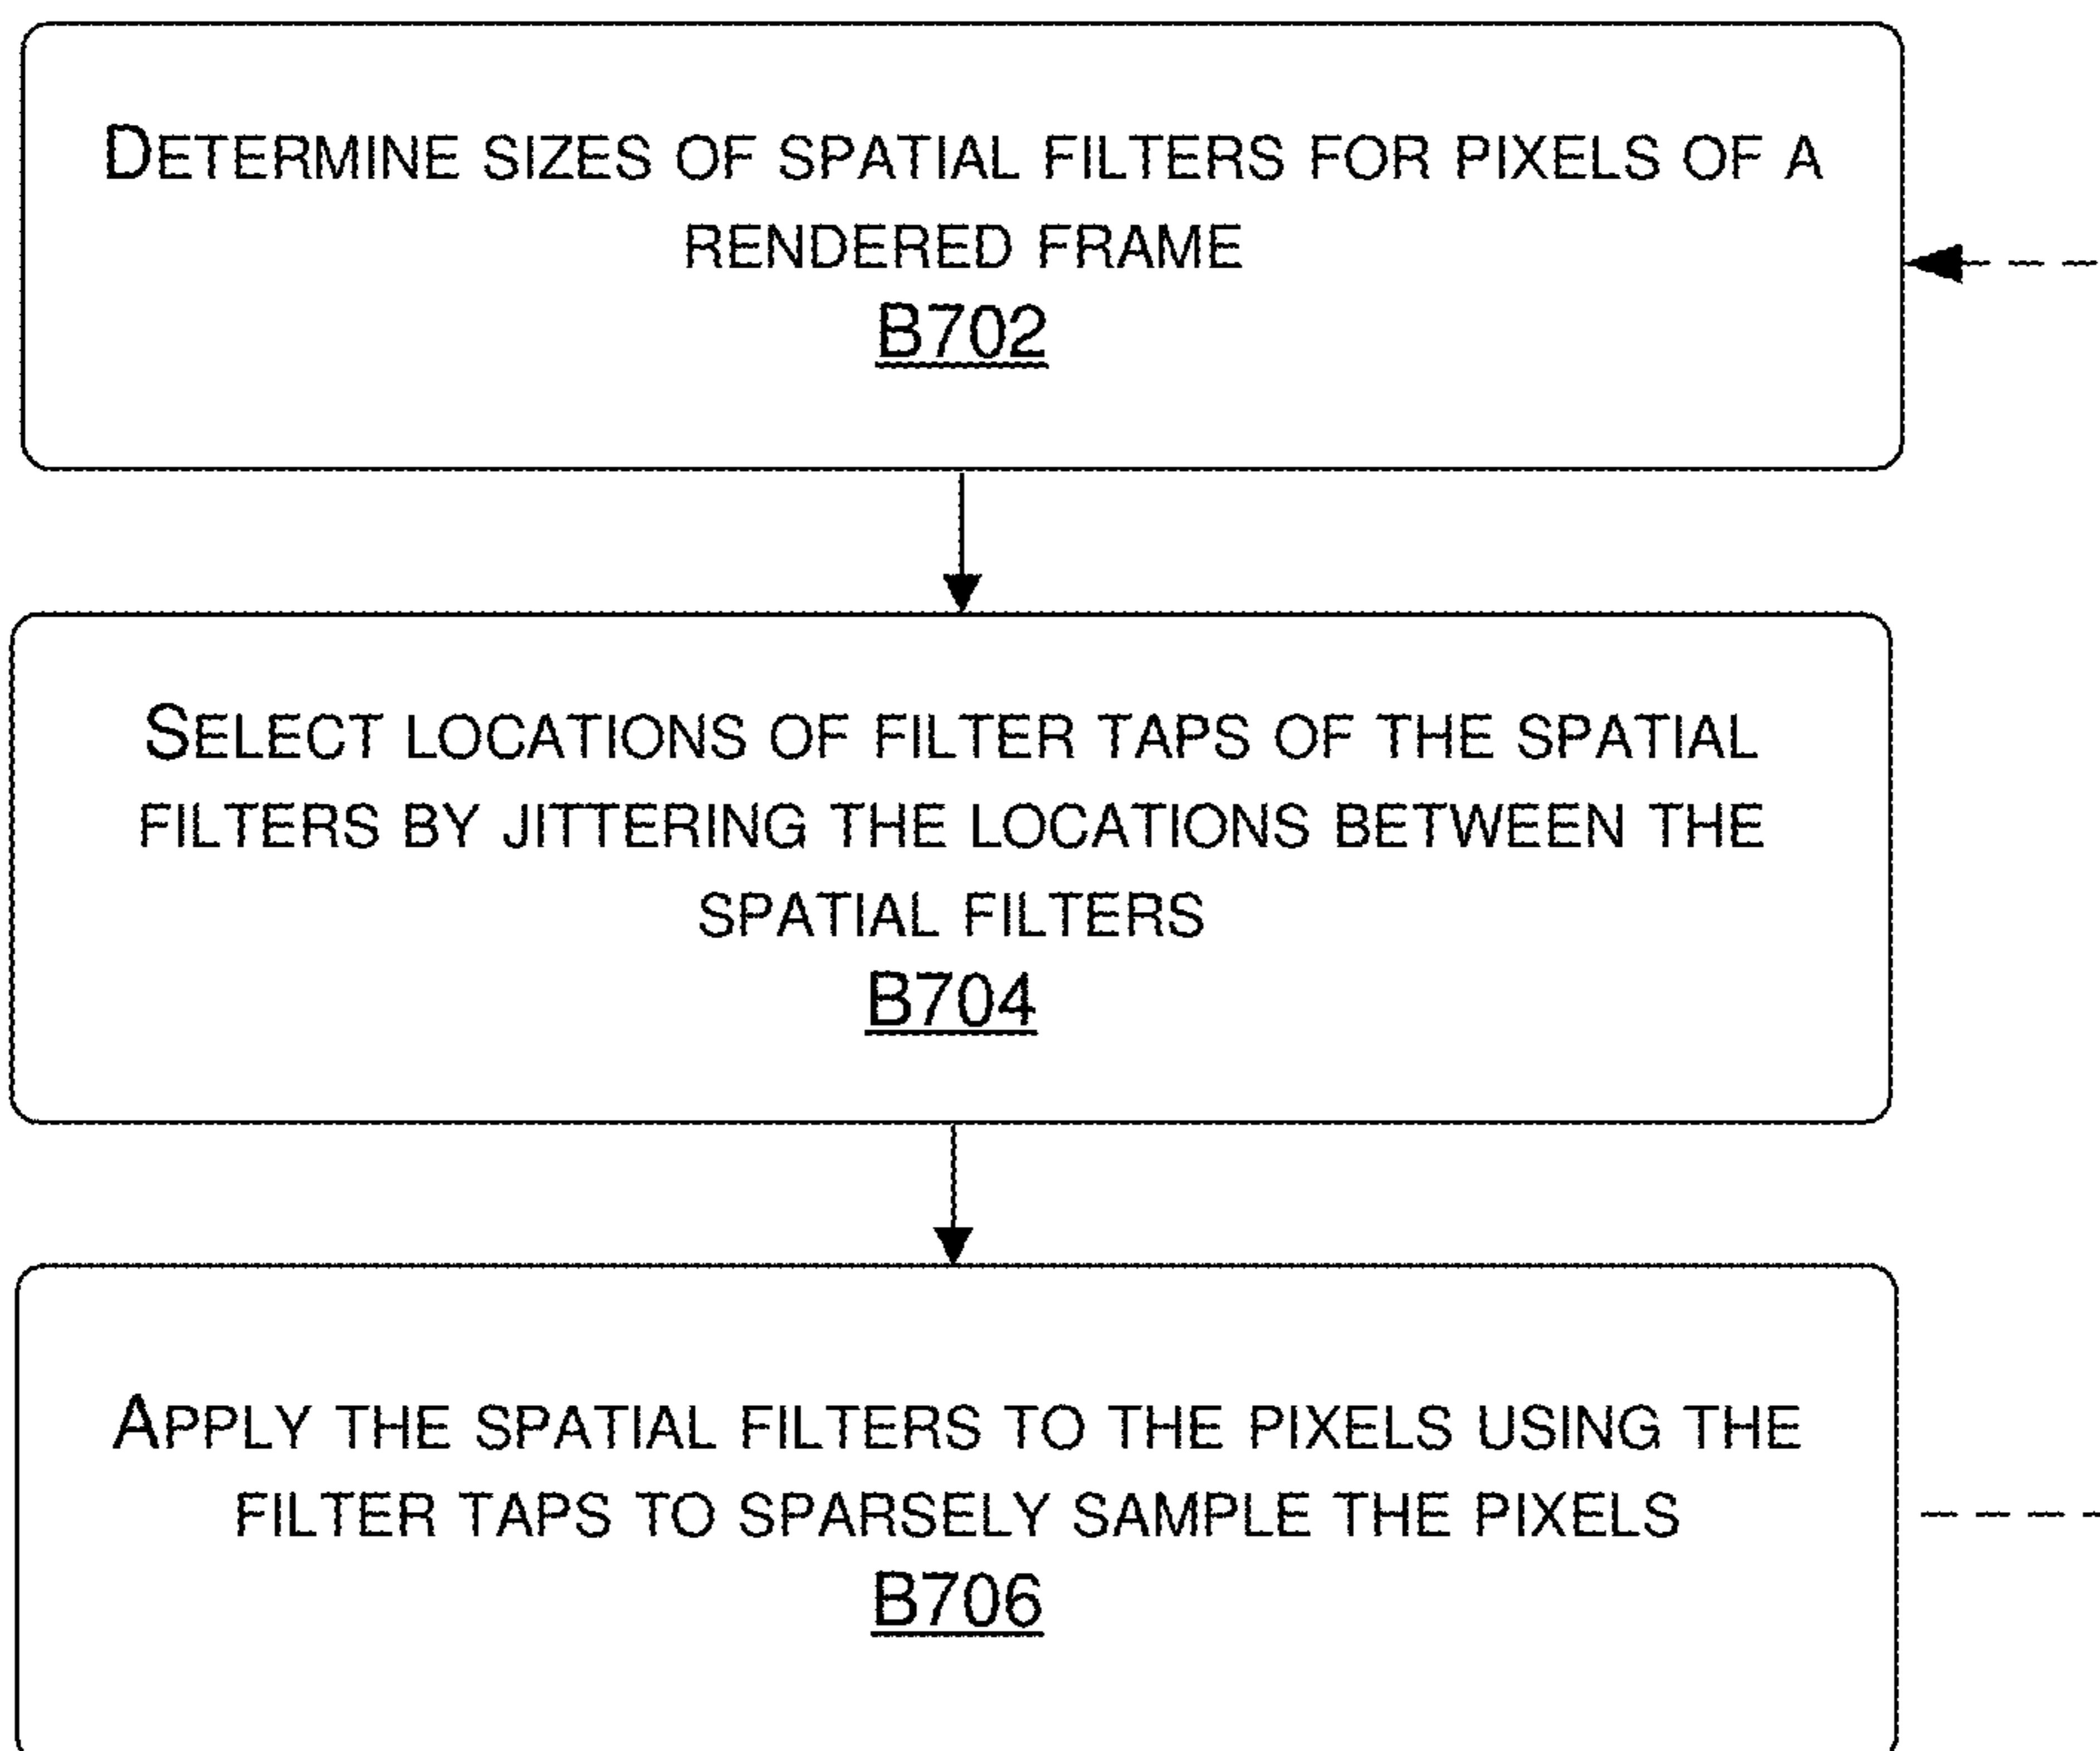 DETERMINE SIZES OF SPATIAL FILTERS FOR PIXELS OF A
RENDERED FRAME
B702
SELECT LOCATIONS OF FILTER TAPS OF THE SPATIAL
FILTERS BY JITTERING THE LOCATIONS BETWEEN THE
SPATIAL FILTERS
B704
APPLY THE SPATIAL FILTERS TO THE PIXELS USING THE
FILTER TAPS TO SPARSELY SAMPLE THE PIXELS
B706